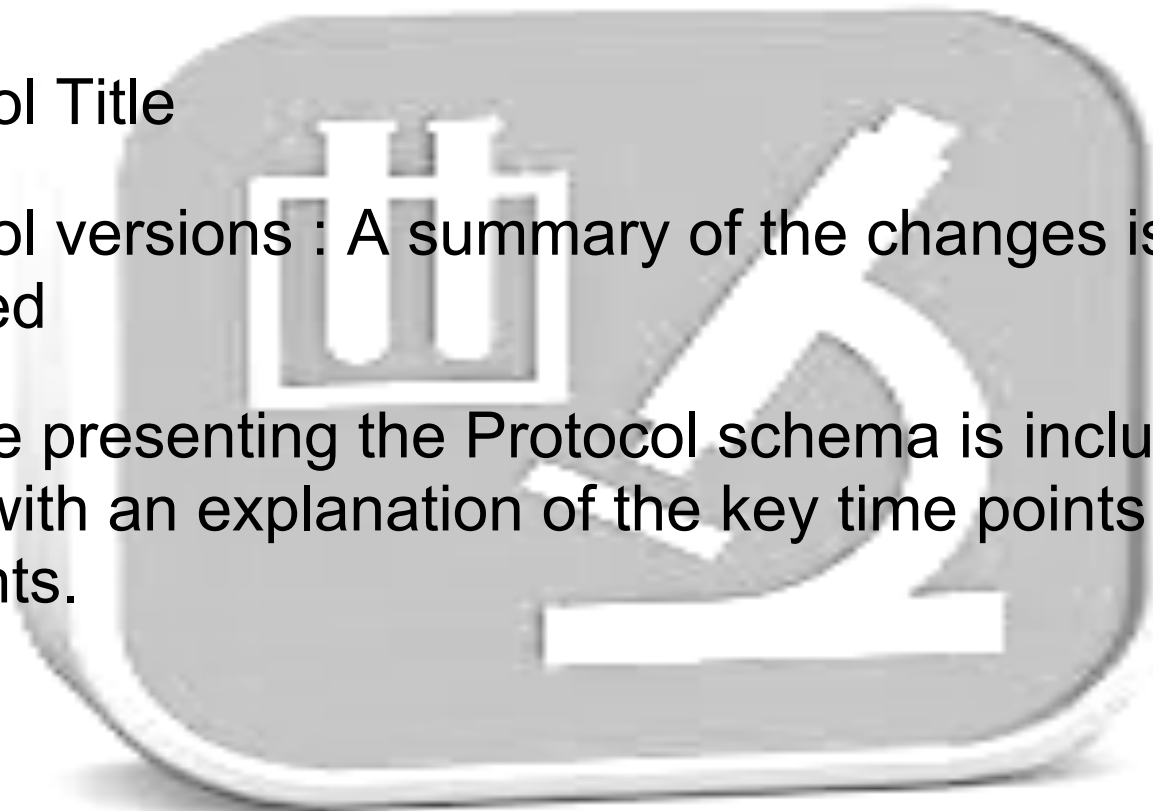 ol Title
ol versions : A summary of the changes is
ed
e presenting the Protocol schema is inclu
with an explanation of the key time points
nts.